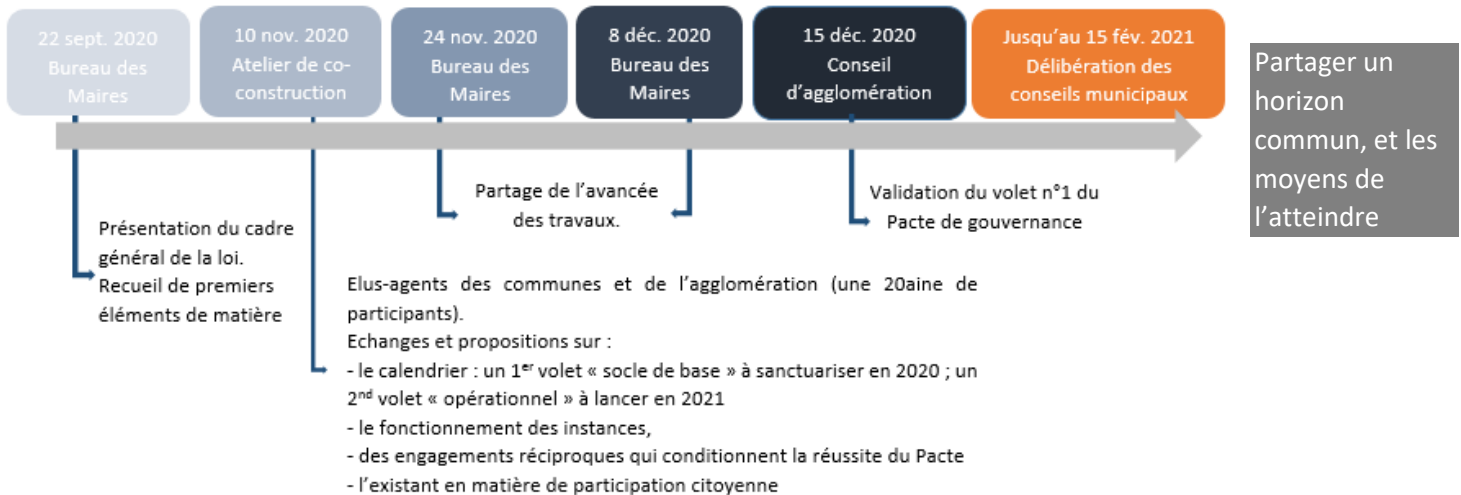 22 sept. 2020
Bureau des
Maires
10 nov. 2020
Atelier de co-
construction
24 nov. 2020
Bureau des
Maires
8 déc. 2020
Bureau des
Maires
15 déc. 2020
Conseil
d’agglomération
Jusqu’au 15 fév. 2021
Délibération des
conseils municipaux
Partager un
horizon
commun, et les
moyens de
l’atteindre
Présentation du cadre
général de la loi.
Recueil de premiers
éléments de matière
Partage de l’avancée
des travaux.
Validation du volet n°1 du
Pacte de gouvernance
Elus-agents des communes et de l’agglomération (une 20aine de
participants).
Echanges et propositions sur :
- le calendrier : un 1er volet « socle de base » à sanctuariser en 2020 ; un
2nd volet « opérationnel » à lancer en 2021
- le fonctionnement des instances,
- des engagements réciproques qui conditionnent la réussite du Pacte
- l’existant en matière de participation citoyenne